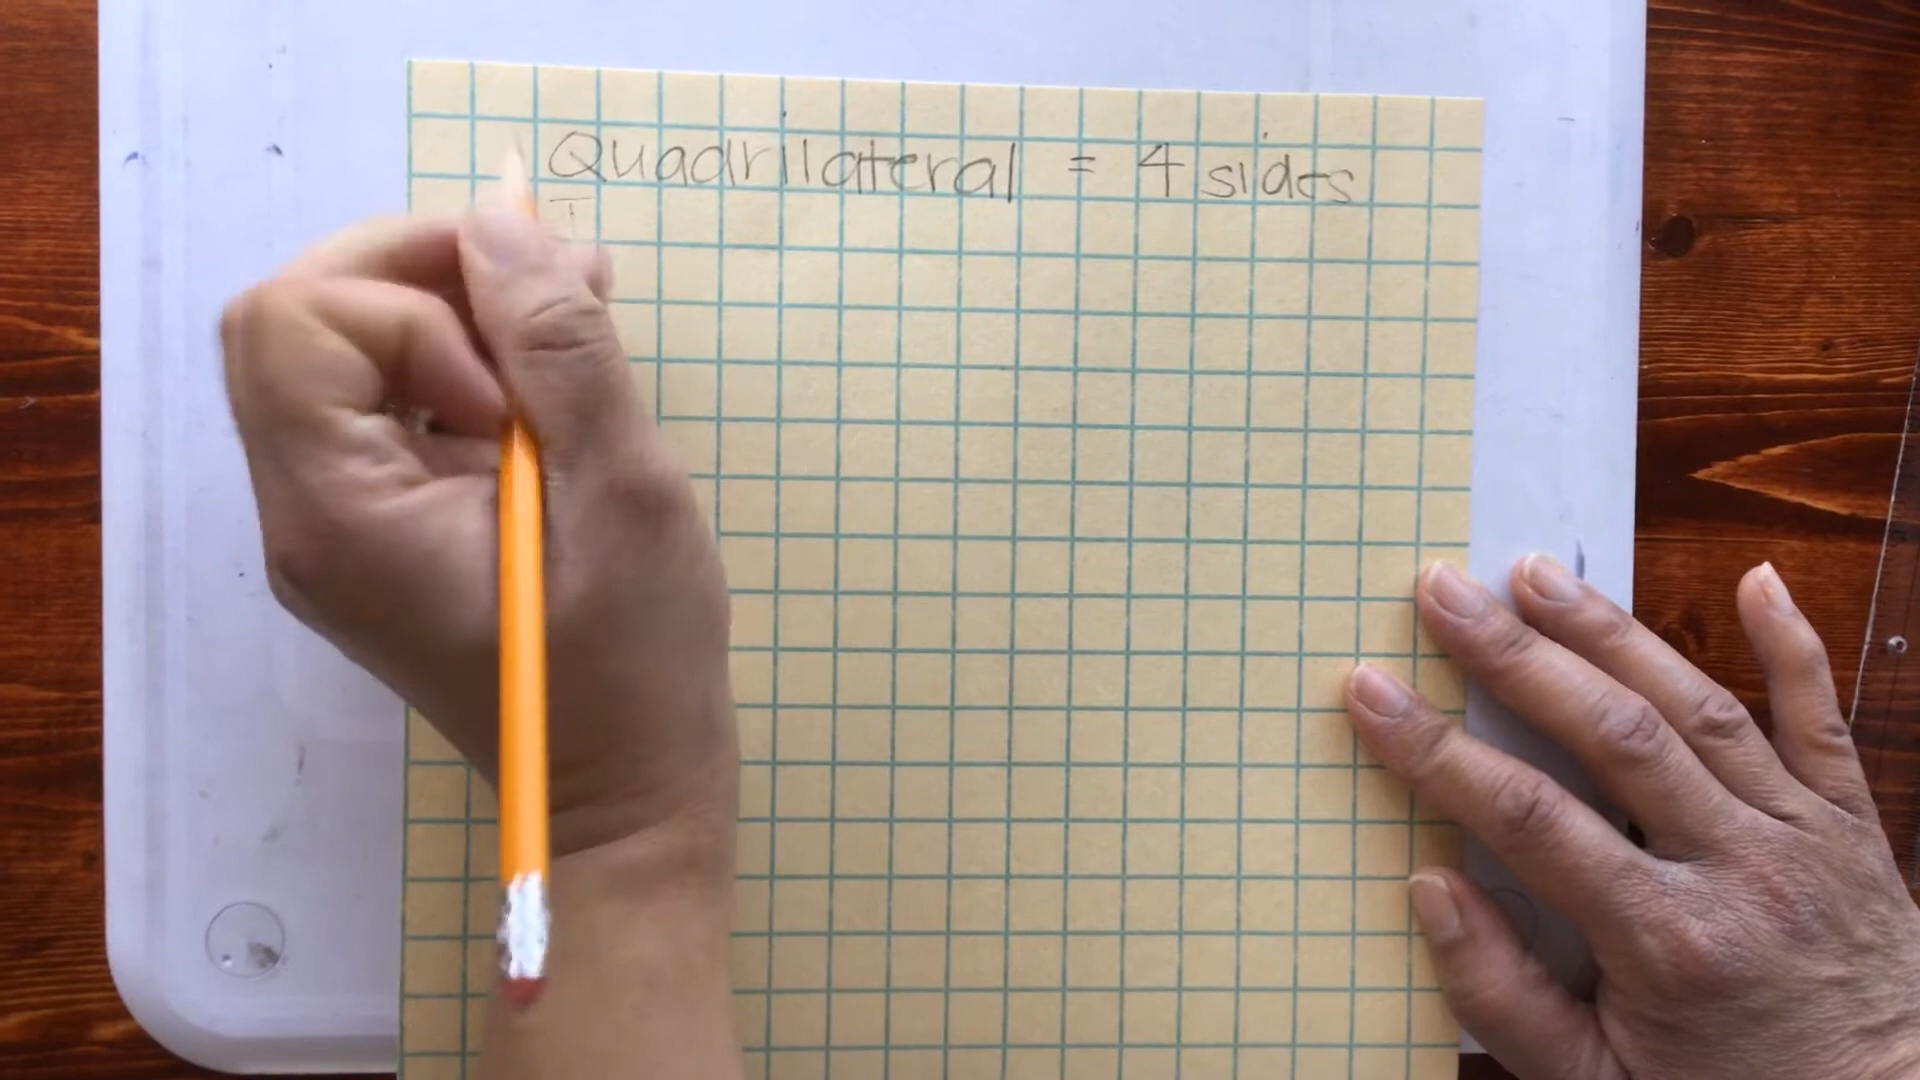 Quadrilateral = 4 sides
T